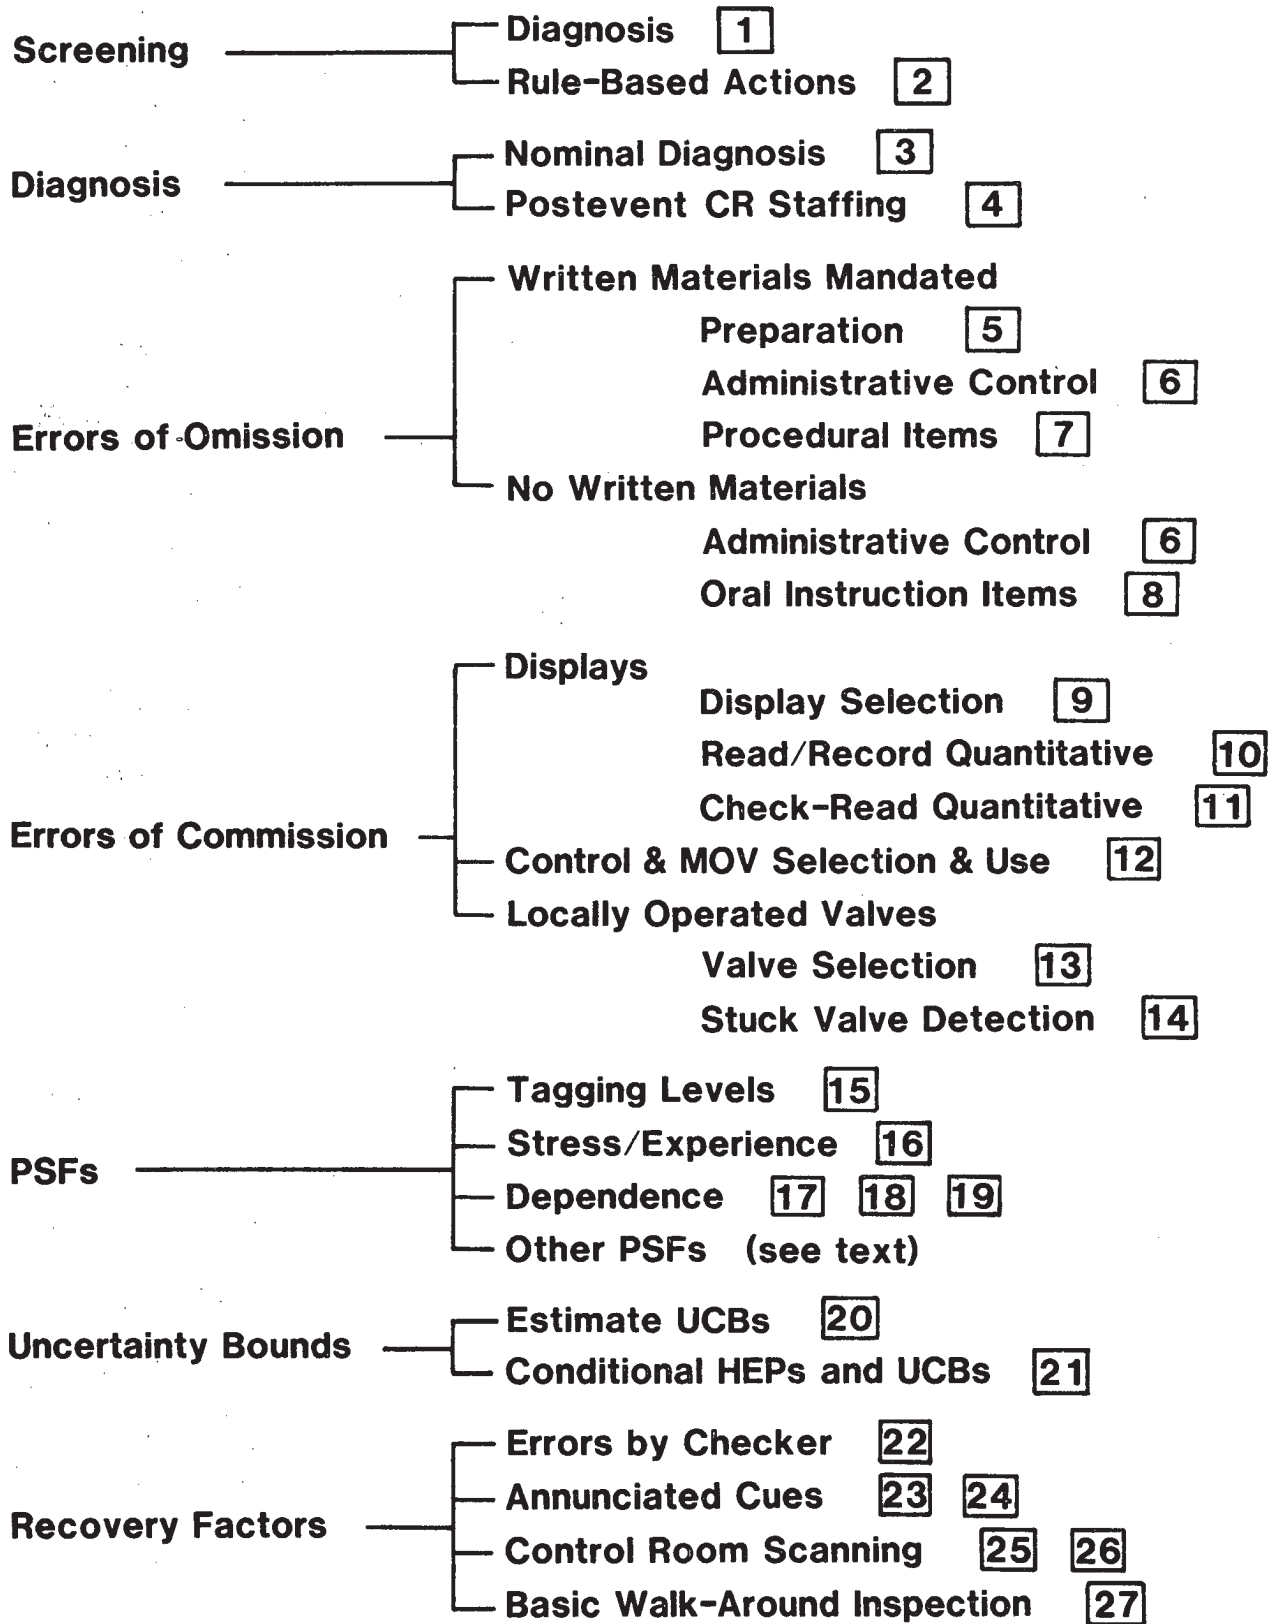 Screening
Diagnosis 1
Rule-Based Actions 2
Diagnosis
Nominal Diagnosis 3
Postevent CR Staffing 4
Errors of Omission
Written Materials Mandated
Preparation 5
Administrative Control 6
Procedural Items 7
No Written Materials
Administrative Control 6
Oral Instruction Items 8
Errors of Commission
Displays
Display Selection 9
Read/Record Quantitative 10
Check-Read Quantitative 11
Control & MOV Selection & Use 12
Locally Operated Valves
Valve Selection 13
Stuck Valve Detection 14
PSFs
Tagging Levels 15
Stress/Experience 16
Dependence 17 18 19
Other PSFs (see text)
Uncertainty Bounds
Estimate UCBs 20
Conditional HEPs and UCBs 21
Recovery Factors
Errors by Checker 22
Annunciated Cues 23 24
Control Room Scanning 25 26
Basic Walk-Around Inspection 27